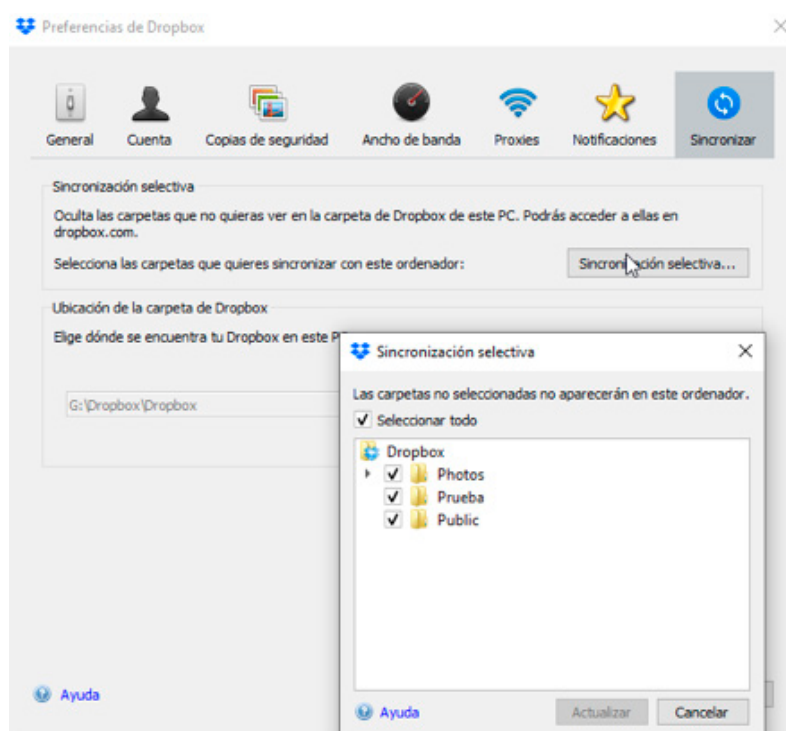 Preferencias de Dropbox
General Cuenta Copias de seguridad Ancho de banda Proxies Notificaciones Sincronizar
Sincronización selectiva
Oculta las carpetas que no quieras ver en la carpeta de Dropbox de este PC. Podrás acceder a ellas en
dropbox.com.
Selecciona las carpetas que quieres sincronizar con este ordenador:
Sincronización selectiva...
Ubicación de la carpeta de Dropbox
Elige dónde se encuentra tu Dropbox en este
G:\Dropbox\Dropbox
Sincronización selectiva
Las carpetas no seleccionadas no aparecerán en este ordenador.
Seleccionar todo
Dropbox
Photos
Prueba
Public
Ayuda
Ayuda
Actualizar
Cancelar